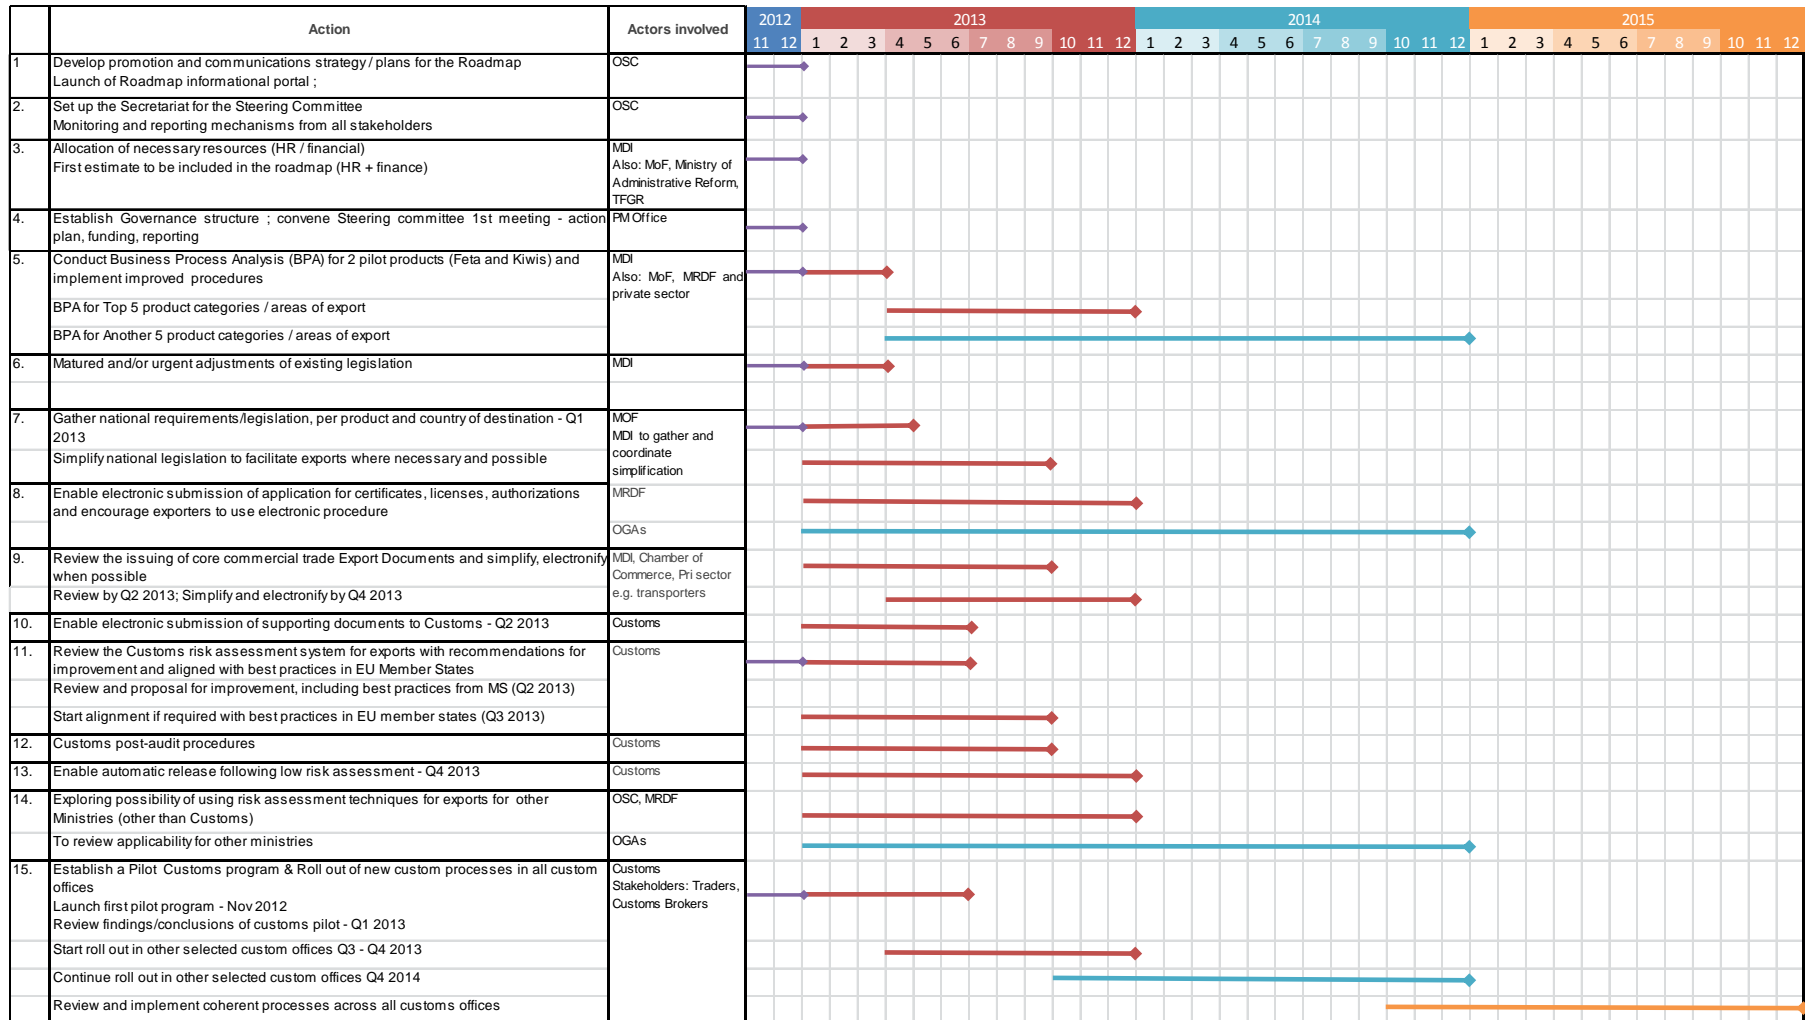 Action Actors involved 2012 2013 2014 2015
11 12 1 2 3 4 5 6 7 8 9 10 11 12 1 2 3 4 5 6 7 8 9 10 11 12 1 2 3 4 5 6 7 8 9 10 11 12
1 Develop promotion and communications strategy / plans for the Roadmap OSC
Launch of Roadmap informational portal ;
2. Set up the Secretariat for the Steering Committee OSC
Monitoring and reporting mechanisms from all stakeholders
3. Allocation of necessary resources (HR / financial) MDI
First estimate to be included in the roadmap (HR + finance) Also: MoF, Ministry of
Administrative Reform,
TFGR
4. Establish Governance structure ; convene Steering committee 1st meeting - action PM Office
plan, funding, reporting
5. Conduct Business Process Analysis (BPA) for 2 pilot products (Feta and Kiwis) and MDI
implement improved procedures Also: MoF, MRDF and
private sector
BPA for Top 5 product categories / areas of export
BPA for Another 5 product categories / areas of export
6. Matured and/or urgent adjustments of existing legislation MDI
7. Gather national requirements/legislation, per product and country of destination - Q1 MOF
2013 MDI to gather and
coordinate
Simplify national legislation to facilitate exports where necessary and possible simplification
8. Enable electronic submission of application for certificates, licenses, authorizations MRDF
and encourage exporters to use electronic procedure
OGAs
9. Review the issuing of core commercial trade Export Documents and simplify, electronify MDI, Chamber of
when possible Commerce, Pri sector
Review by Q2 2013; Simplify and electronify by Q4 2013 e.g. transporters
10. Enable electronic submission of supporting documents to Customs - Q2 2013 Customs
11. Review the Customs risk assessment system for exports with recommendations for Customs
improvement and aligned with best practices in EU Member States
Review and proposal for improvement, including best practices from MS (Q2 2013)
Start alignment if required with best practices in EU member states (Q3 2013)
12. Customs post-audit procedures Customs
13. Enable automatic release following low risk assessment - Q4 2013 Customs
14. Exploring possibility of using risk assessment techniques for exports for other OSC, MRDF
Ministries (other than Customs)
To review applicability for other ministries OGAs
15. Establish a Pilot Customs program & Roll out of new custom processes in all custom Customs
offices Stakeholders: Traders,
Launch first pilot program - Nov 2012 Customs Brokers
Review findings/conclusions of customs pilot - Q1 2013
Start roll out in other selected custom offices Q3 - Q4 2013
Continue roll out in other selected custom offices Q4 2014
Review and implement coherent processes across all customs offices